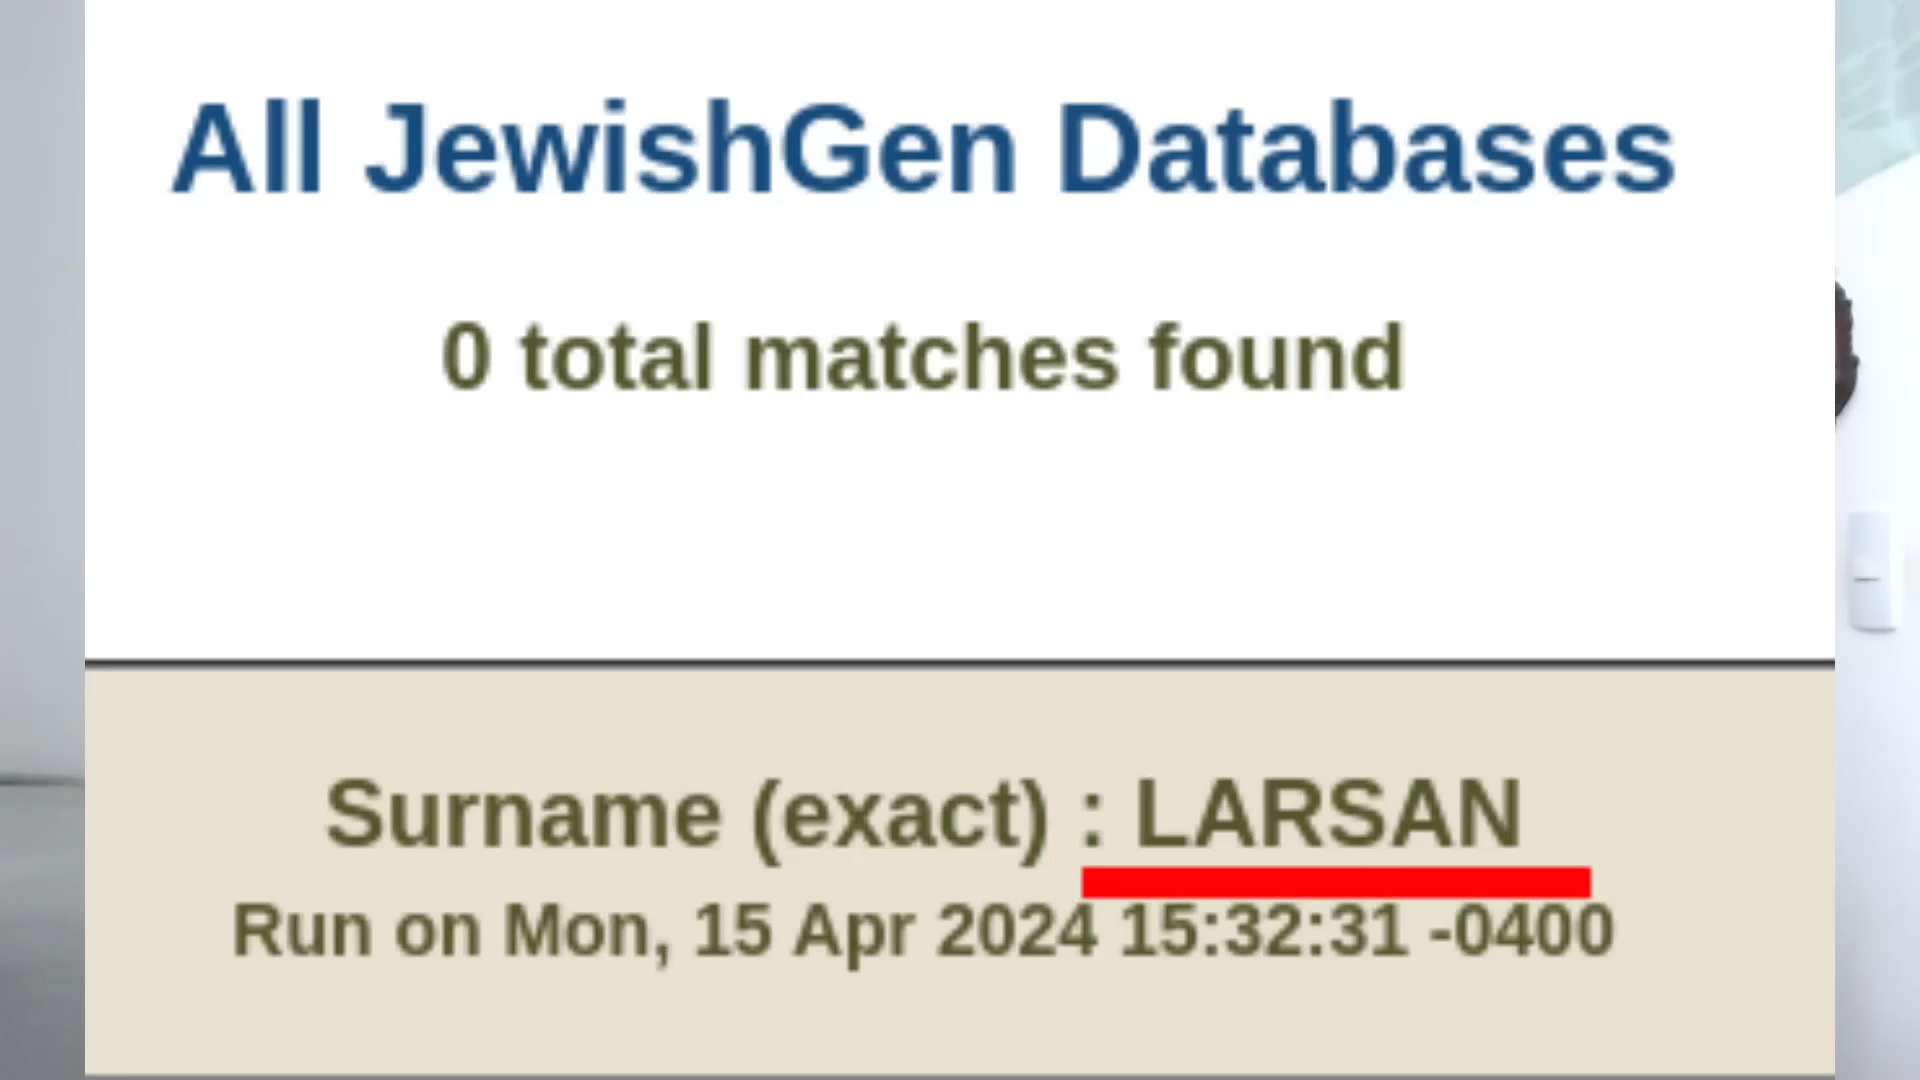 All JewishGen Databases
0 total matches found
Surname (exact) : LARSAN
Run on Mon, 15 Apr 2024 15:32:31 -0400